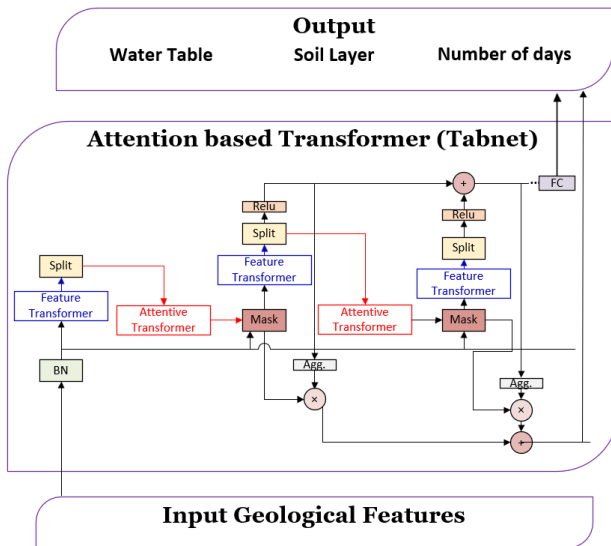 Output
Water Table Soil Layer Number of days
Attention based Transformer (Tabnet)
+ ... FC
Relu
Relu
Split
Split
Split
Feature
Transformer
Feature
Transformer
Feature
Transformer
Attentive
Transformer
Mask
Attentive
Transformer
Mask
BN
Agg.
Agg.
×
×
+
Input Geological Features